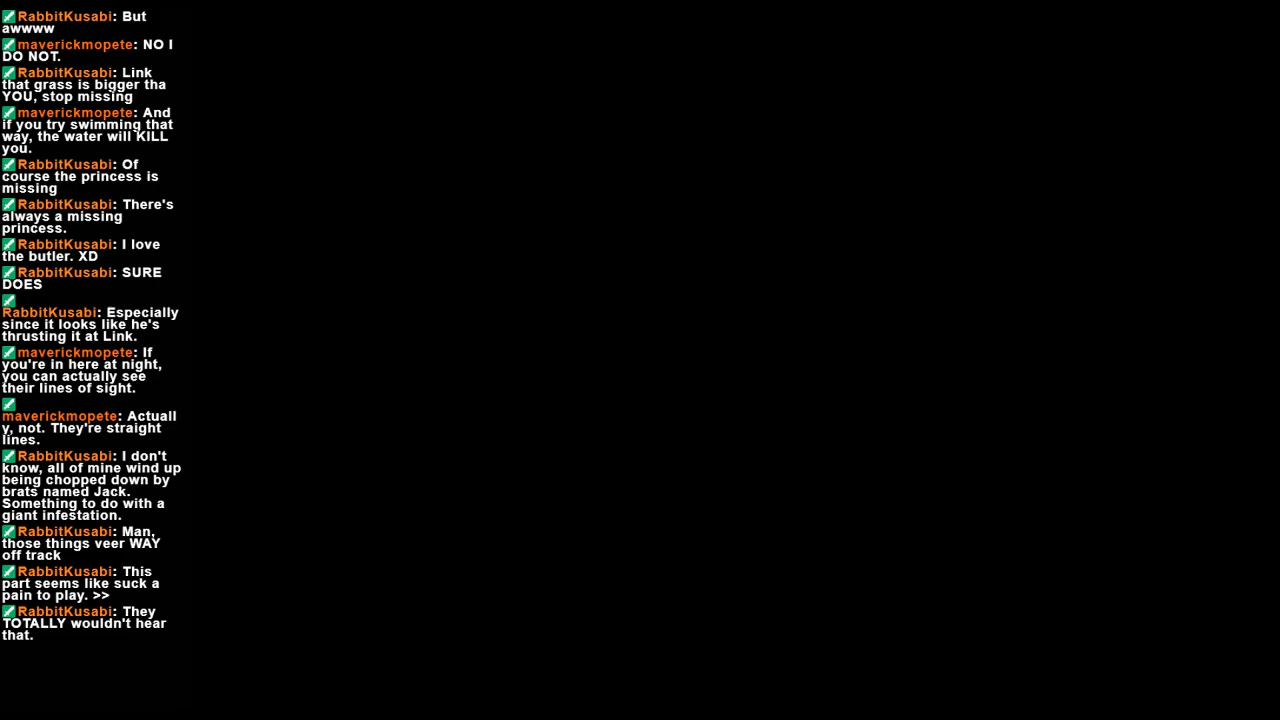 RabbitKusabi: But
awwww
maverickmopete: NO I
DO NOT.
RabbitKusabi: Link
that grass is bigger tha
YOU, stop missing
maverickmopete: And
if you try swimming that
way, the water will KILL
you.
RabbitKusabi: Of
course the princess is
missing
RabbitKusabi: There's
always a missing
princess.
RabbitKusabi: I love
the butler. XD
RabbitKusabi: SURE
DOES
RabbitKusabi: Especially
since it looks like he's
thrusting it at Link.
maverickmopete: If
you're in here at night,
you can actually see
their lines of sight.
maverickmopete: Actuall
y, not. They're straight
lines.
RabbitKusabi: I don't
know, all of mine wind up
being chopped down by
brats named Jack.
Something to do with a
giant infestation.
RabbitKusabi: Man,
those things veer WAY
off track
RabbitKusabi: This
part seems like suck a
pain to play. >>
RabbitKusabi: They
TOTALLY wouldn't hear
that.